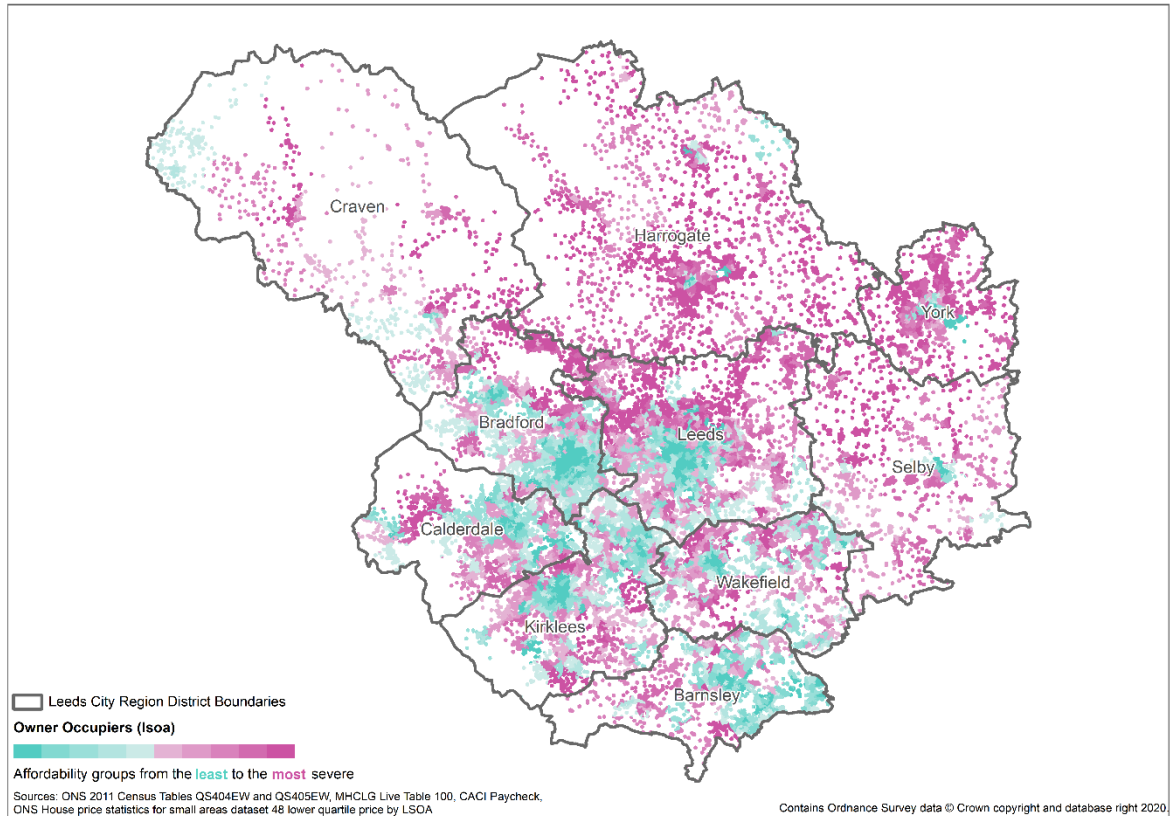 Craven
Harrogate
York
Bradford
Leeds
Selby
Calderdale
Wakefield
Kirklees
Barnsley
Leeds City Region District Boundaries
Owner Occupiers (lsoa)
Affordability groups from the least to the most severe
Sources: ONS 2011 Census Tables QS404EW and QS405EW, MHCLG Live Table 100, CACI Paycheck,
ONS House price statistics for small areas dataset 48 lower quartile price by LSOA
Contains Ordnance Survey data © Crown copyright and database right 2020.